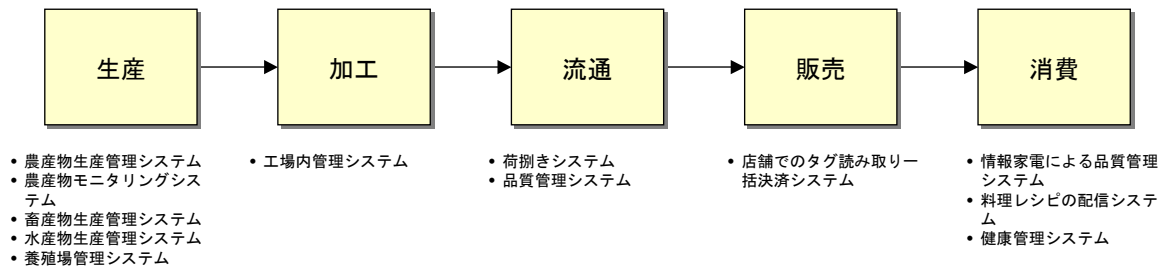 生産
加工
流通
販売
消費
• 農産物生産管理システム
• 農産物モニタリングシス
テム
• 畜産物生産管理システム
• 水産物生産管理システム
• 養殖場管理システム
• 工場内管理システム
• 荷捌きシステム
• 品質管理システム
• 店舗でのタグ読み取り一
括決済システム
• 情報家電による品質管理
システム
• 料理レシピの配信システ
ム
• 健康管理システム